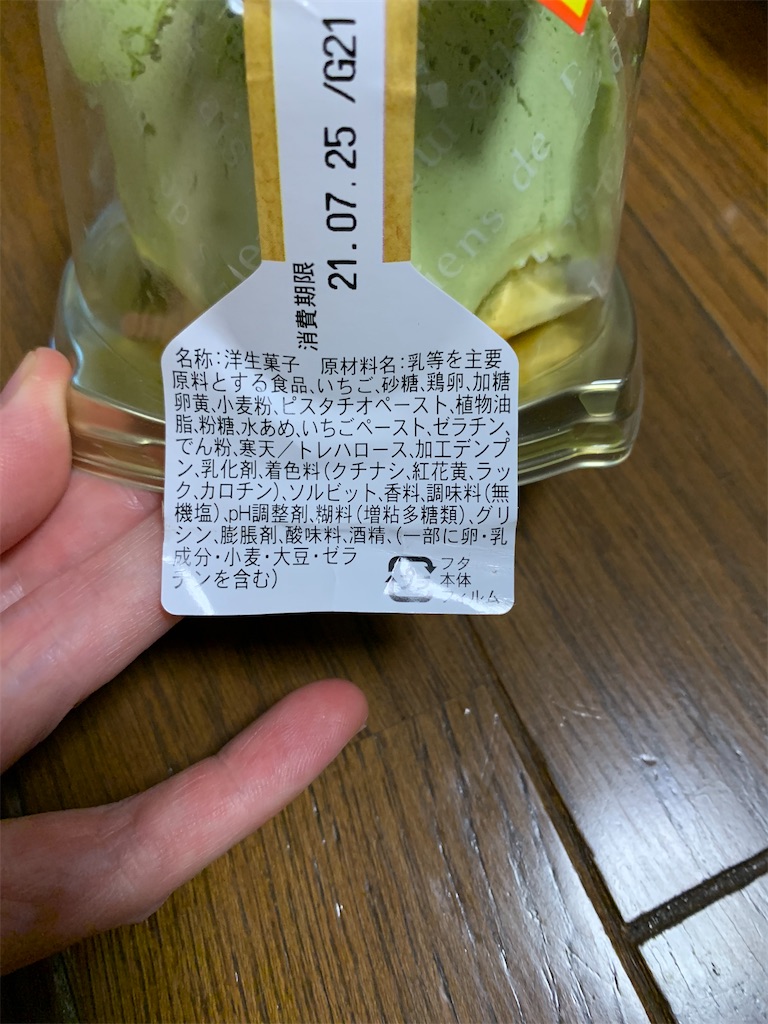 消費期限
21.07.25 /G21
名称:洋生菓子 原材料名:乳等を主要
原料とする食品、いちご、砂糖、鶏卵、加糖
卵黄、小麦粉、ピスタチオペースト、植物油
脂、粉糖、水あめ、いちごペースト、ゼラチン、
でん粉、寒天／トレハロース、加工デンプ
ン、乳化剤、着色料(クチナシ、紅花黄、ラッ
ク、カロチン)、ソルビット、香料、調味料(無
機塩)、pH調整剤、糊料(増粘多糖類)、グリ
シン、膨脹剤、酸味料、酒精、(一部に卵・乳
成分・小麦・大豆・ゼラ
チンを含む)
フタ
本体
フィルム
ens de